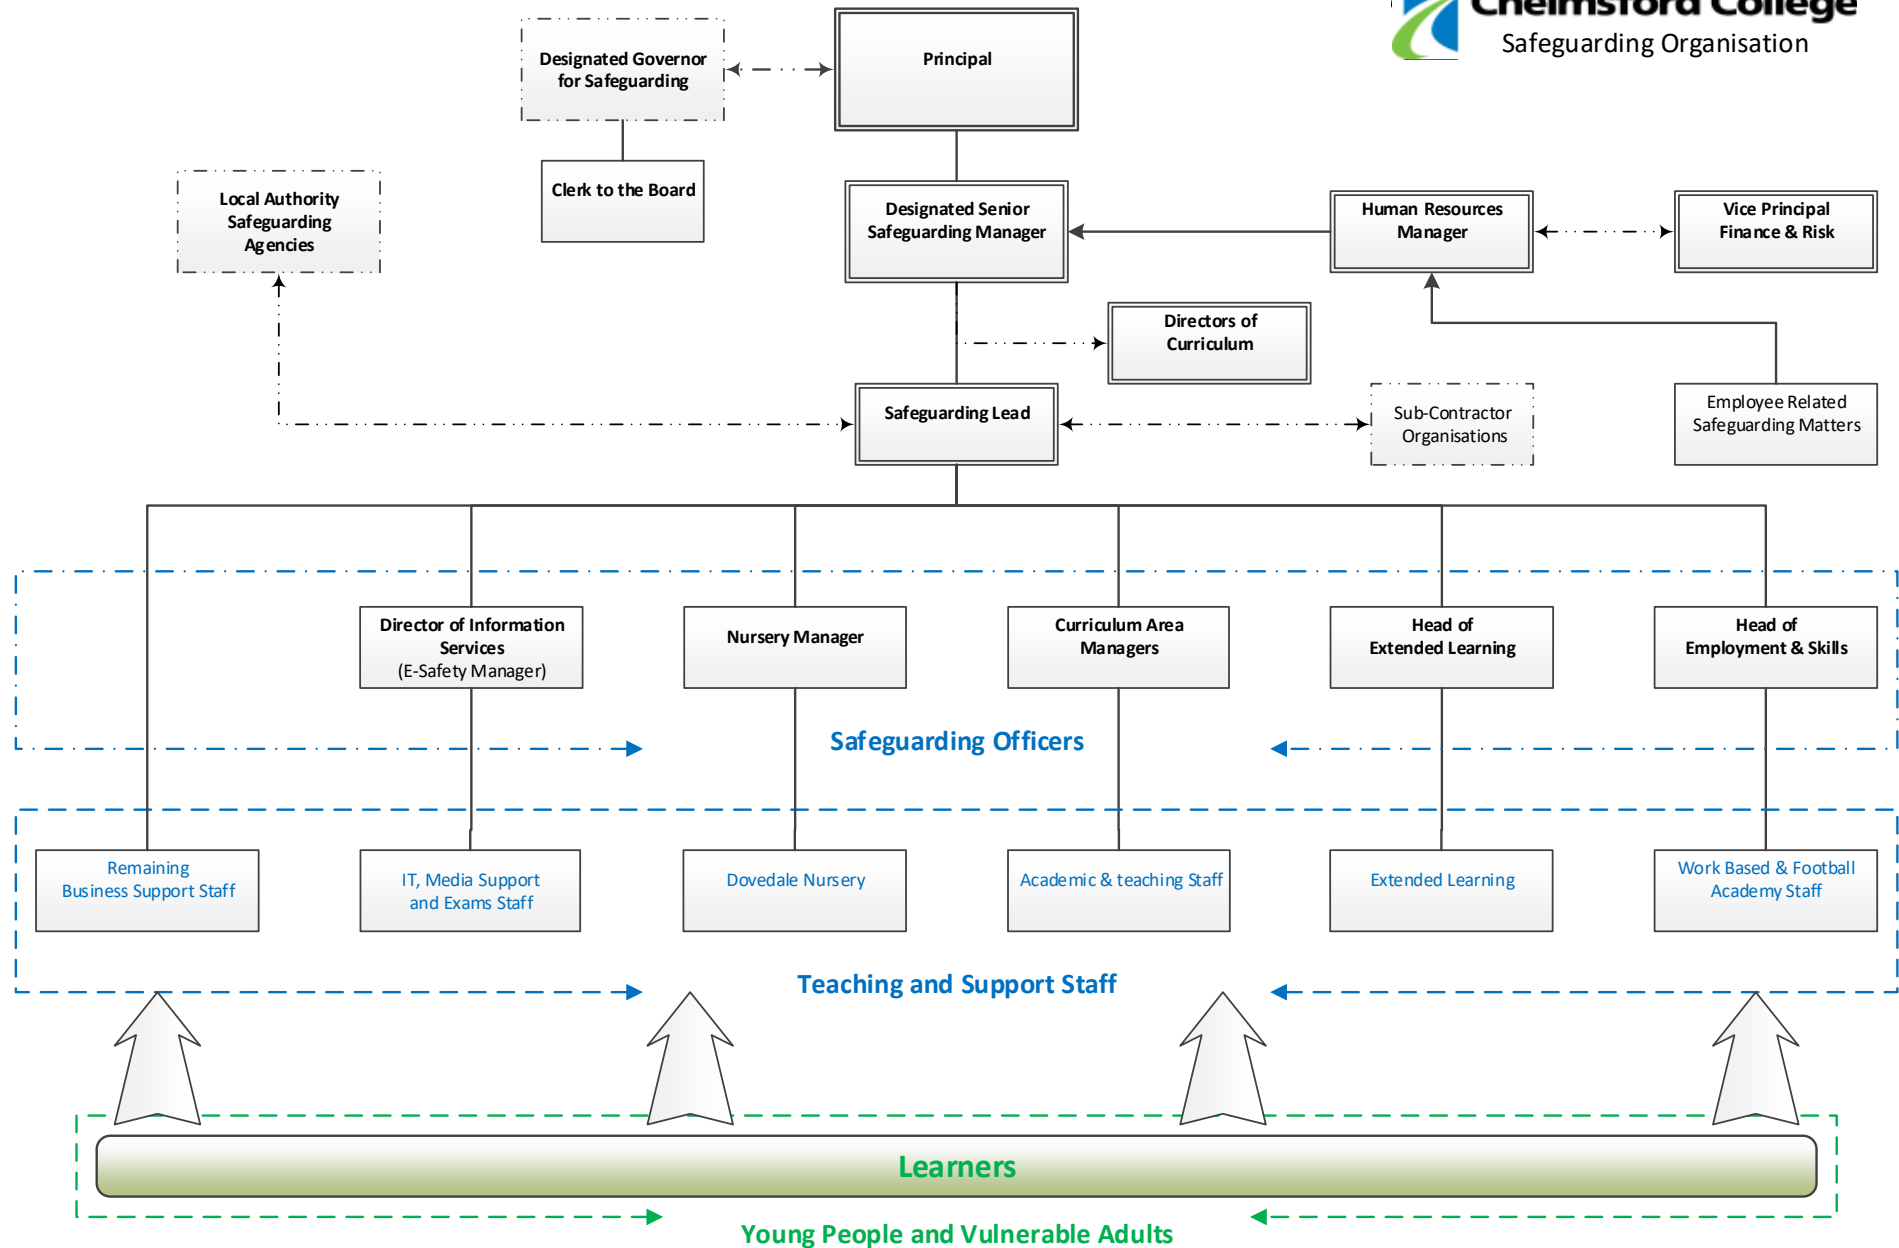 Chelmsford College
Safeguarding Organisation
Designated Governor
for Safeguarding
Principal
Clerk to the Board
Local Authority
Safeguarding
Agencies
Designated Senior
Safeguarding Manager
Human Resources
Manager
Vice Principal
Finance & Risk
Directors of
Curriculum
Safeguarding Lead
Sub-Contractor
Organisations
Employee Related
Safeguarding Matters
Director of Information
Services
(E-Safety Manager)
Nursery Manager
Curriculum Area
Managers
Head of
Extended Learning
Head of
Employment & Skills
Safeguarding Officers
Remaining
Business Support Staff
IT, Media Support
and Exams Staff
Dovedale Nursery
Academic & teaching Staff
Extended Learning
Work Based & Football
Academy Staff
Teaching and Support Staff
Learners
Young People and Vulnerable Adults